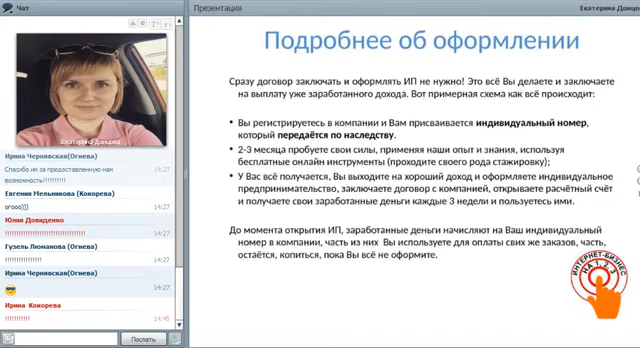 Чат
Екатерина Донцова
Ирина Чернявская(Огнева)
Спасибо им за предоставленную нам возможность!!!!!!!!!! 14:27
Евгения Мельникова (Кокорева)
огооо))) 14:27
Юлия Довиденко
!!!!!!!!!!!!!!!!!!!!!!!!!!!!!!!! 14:27
Гузель Люманова (Огнева)
!!!!!!!!!!!!!!!!!!!!!!!!!! 14:27
Ирина Чернявская(Огнева)
14:27
Ирина Кокорева
!!!!!!!!!! 14:45
Послать
Презентация
Екатерина Донцо
Подробнее об оформлении
Сразу договор заключать и оформлять ИП не нужно! Это всё Вы делаете и заключаете
на выплату уже заработанного дохода. Вот примерная схема как всё происходит:
• Вы регистрируетесь в компании и Вам присваивается индивидуальный номер,
который передаётся по наследству.
• 2-3 месяца пробуете свои силы, применяя наши опыт и знания, используя
бесплатные онлайн инструменты (проходите своего рода стажировку);
• У Вас всё получается, Вы выходите на хороший доход и оформляете индивидуальное
предпринимательство, заключаете договор с компанией, открываете расчётный счёт
и получаете свои заработанные деньги каждые 3 недели и пользуетесь ими.
До момента открытия ИП, заработанные деньги начисляют на Ваш индивидуальный
номер в компании, часть из них Вы используете для оплаты свих же заказов, часть,
остаётся, копиться, пока Вы всё не оформите.
ИНТЕРНЕТ-БИЗНЕС
НА 1,2,3